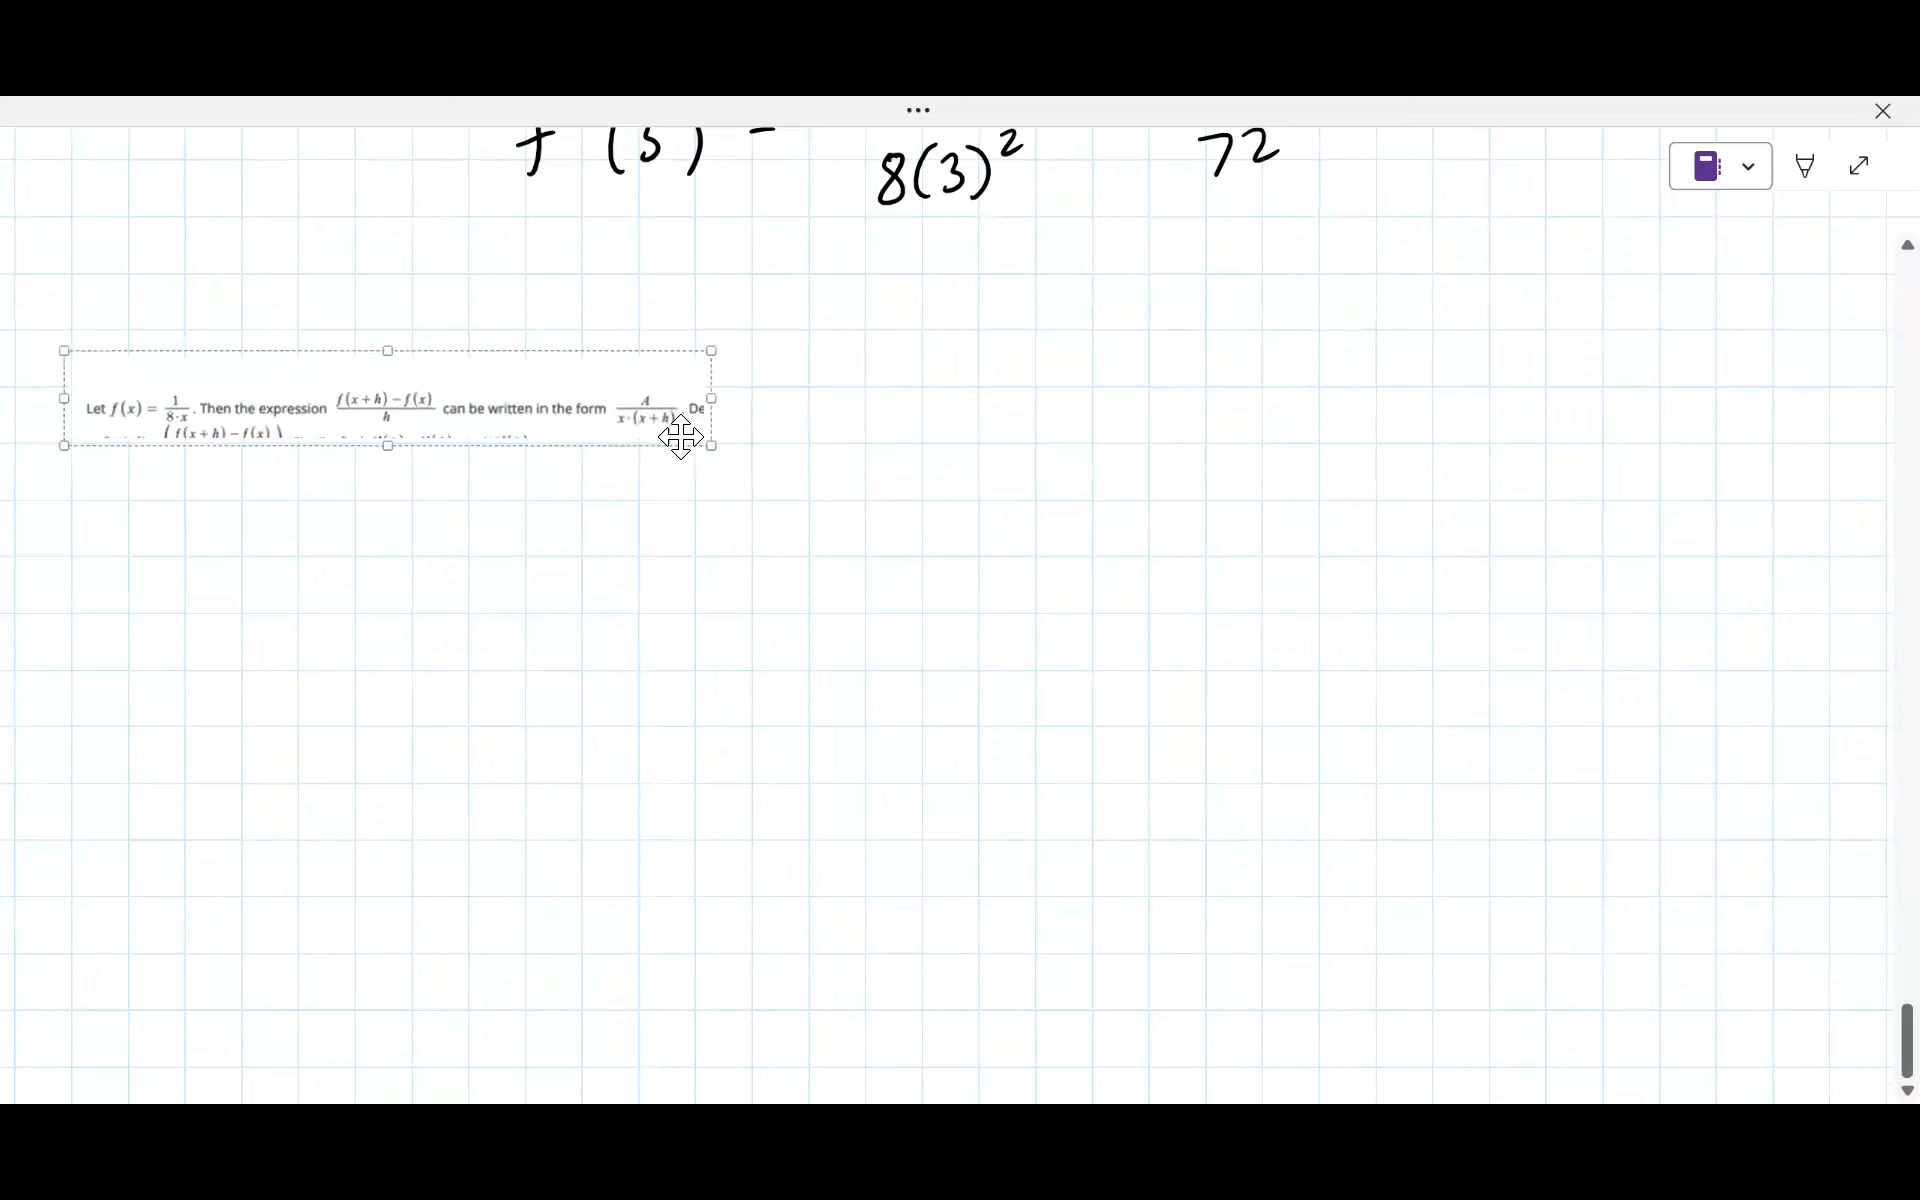 (3) =
8(3)² 72
Let f(x) = 1/(8·x). Then the expression (f(x+h)−f(x))/h can be written in the form A/(x·(x+h)). De
(f(x+h)−f(x))